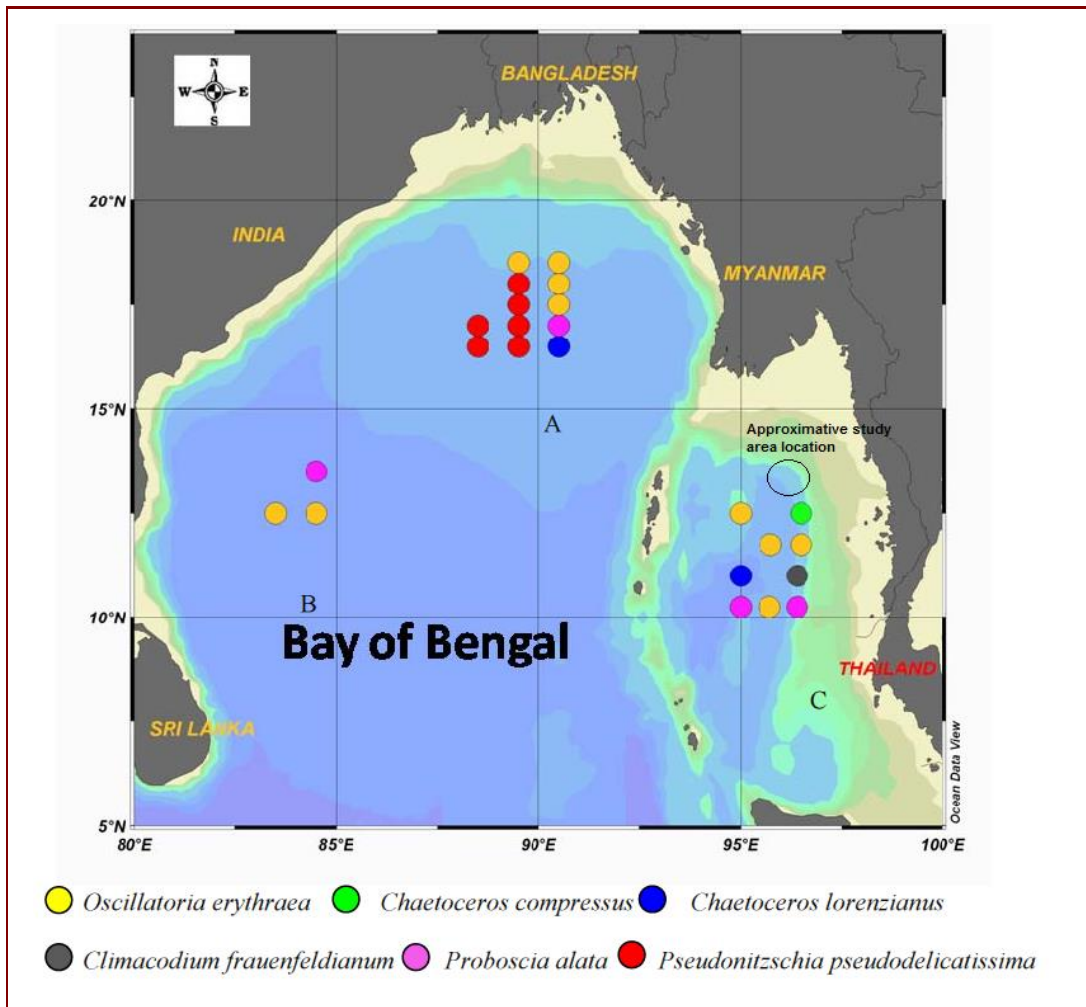 BANGLADESH
N
W E
S
20°N
INDIA
MYANMAR
15°N
A
Approximative study
area location
B
10°N
Bay of Bengal
THAILAND
C
SRI LANKA
Ocean Data View
5°N
80°E 85°E 90°E 95°E 100°E
Oscillatoria erythraea Chaetoceros compressus Chaetoceros lorenzianus
Climacodium frauenfeldianum Proboscia alata Pseudonitzschia pseudodelicatissima